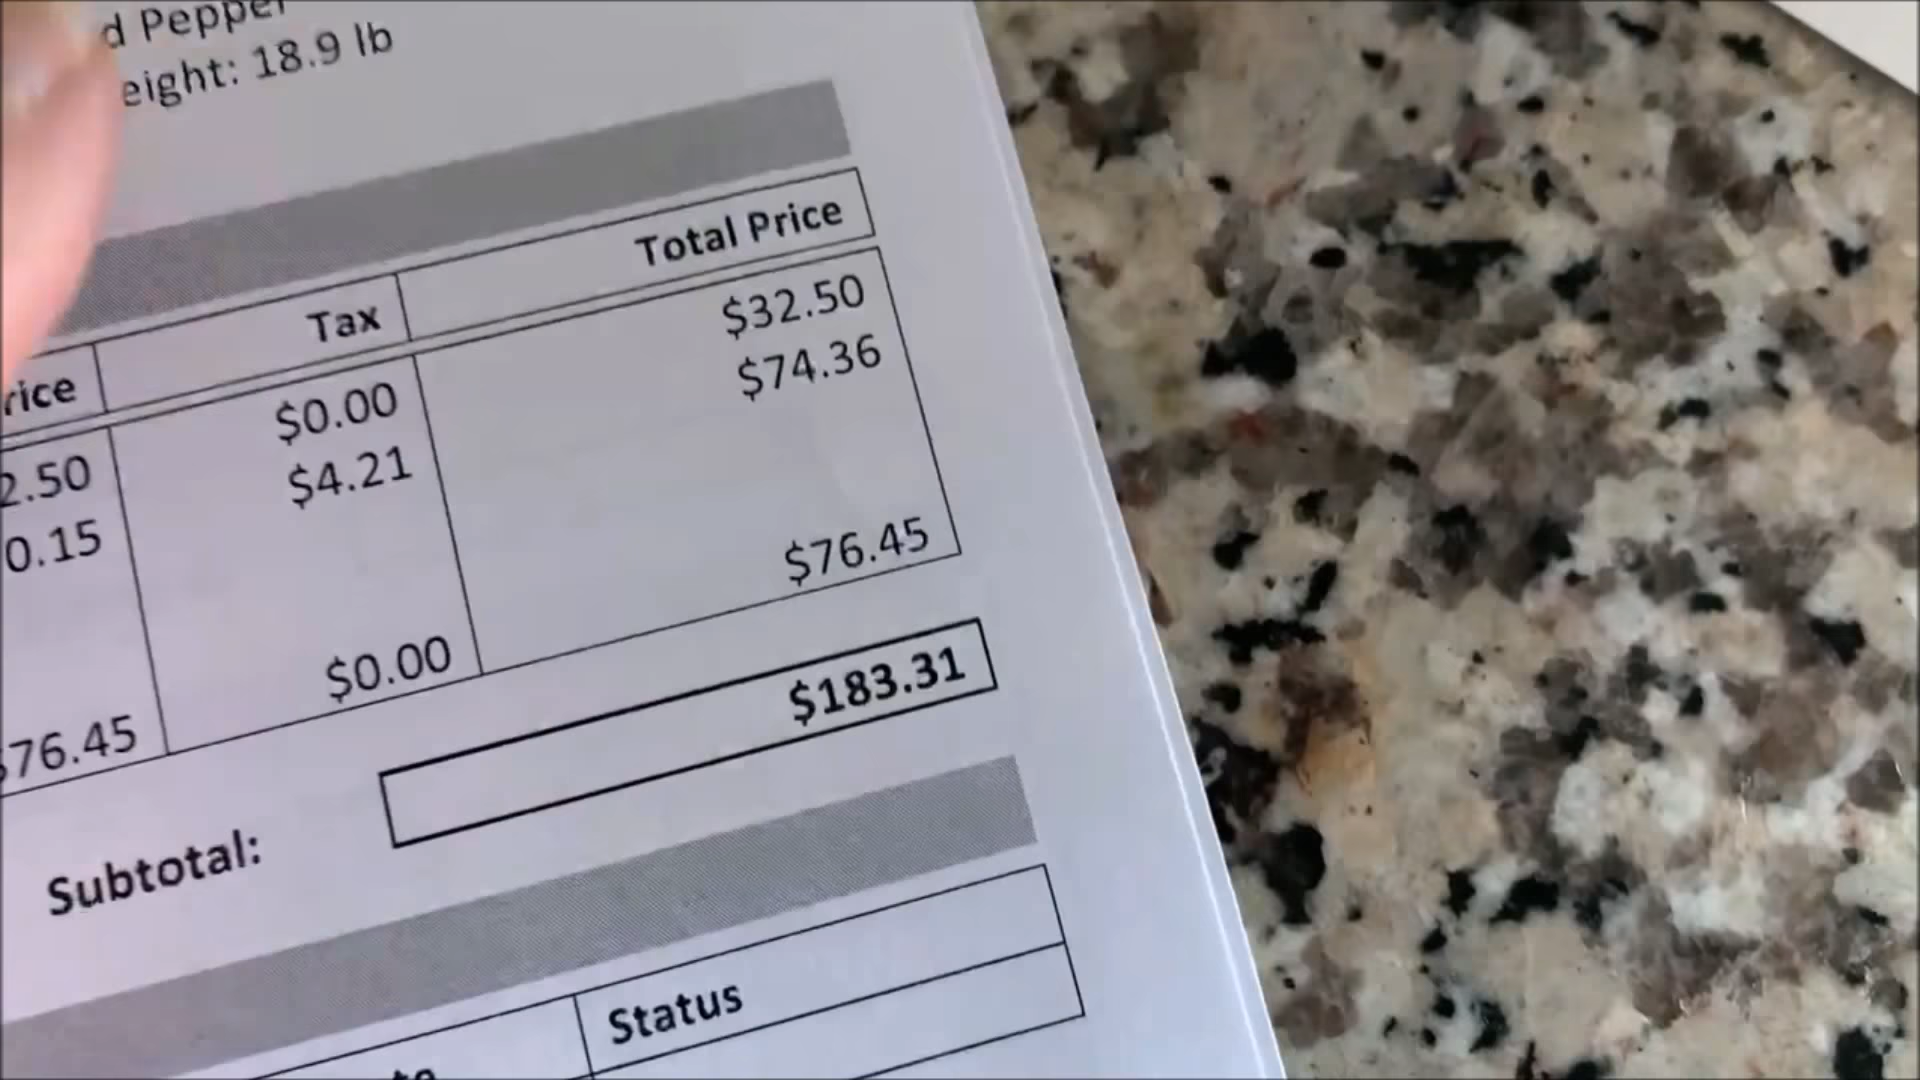 d Pepper
eight: 18.9 lb
rice Tax Total Price
2.50 $0.00 $32.50
0.15 $4.21 $74.36
$76.45 $0.00 $76.45
Subtotal: $183.31
Status